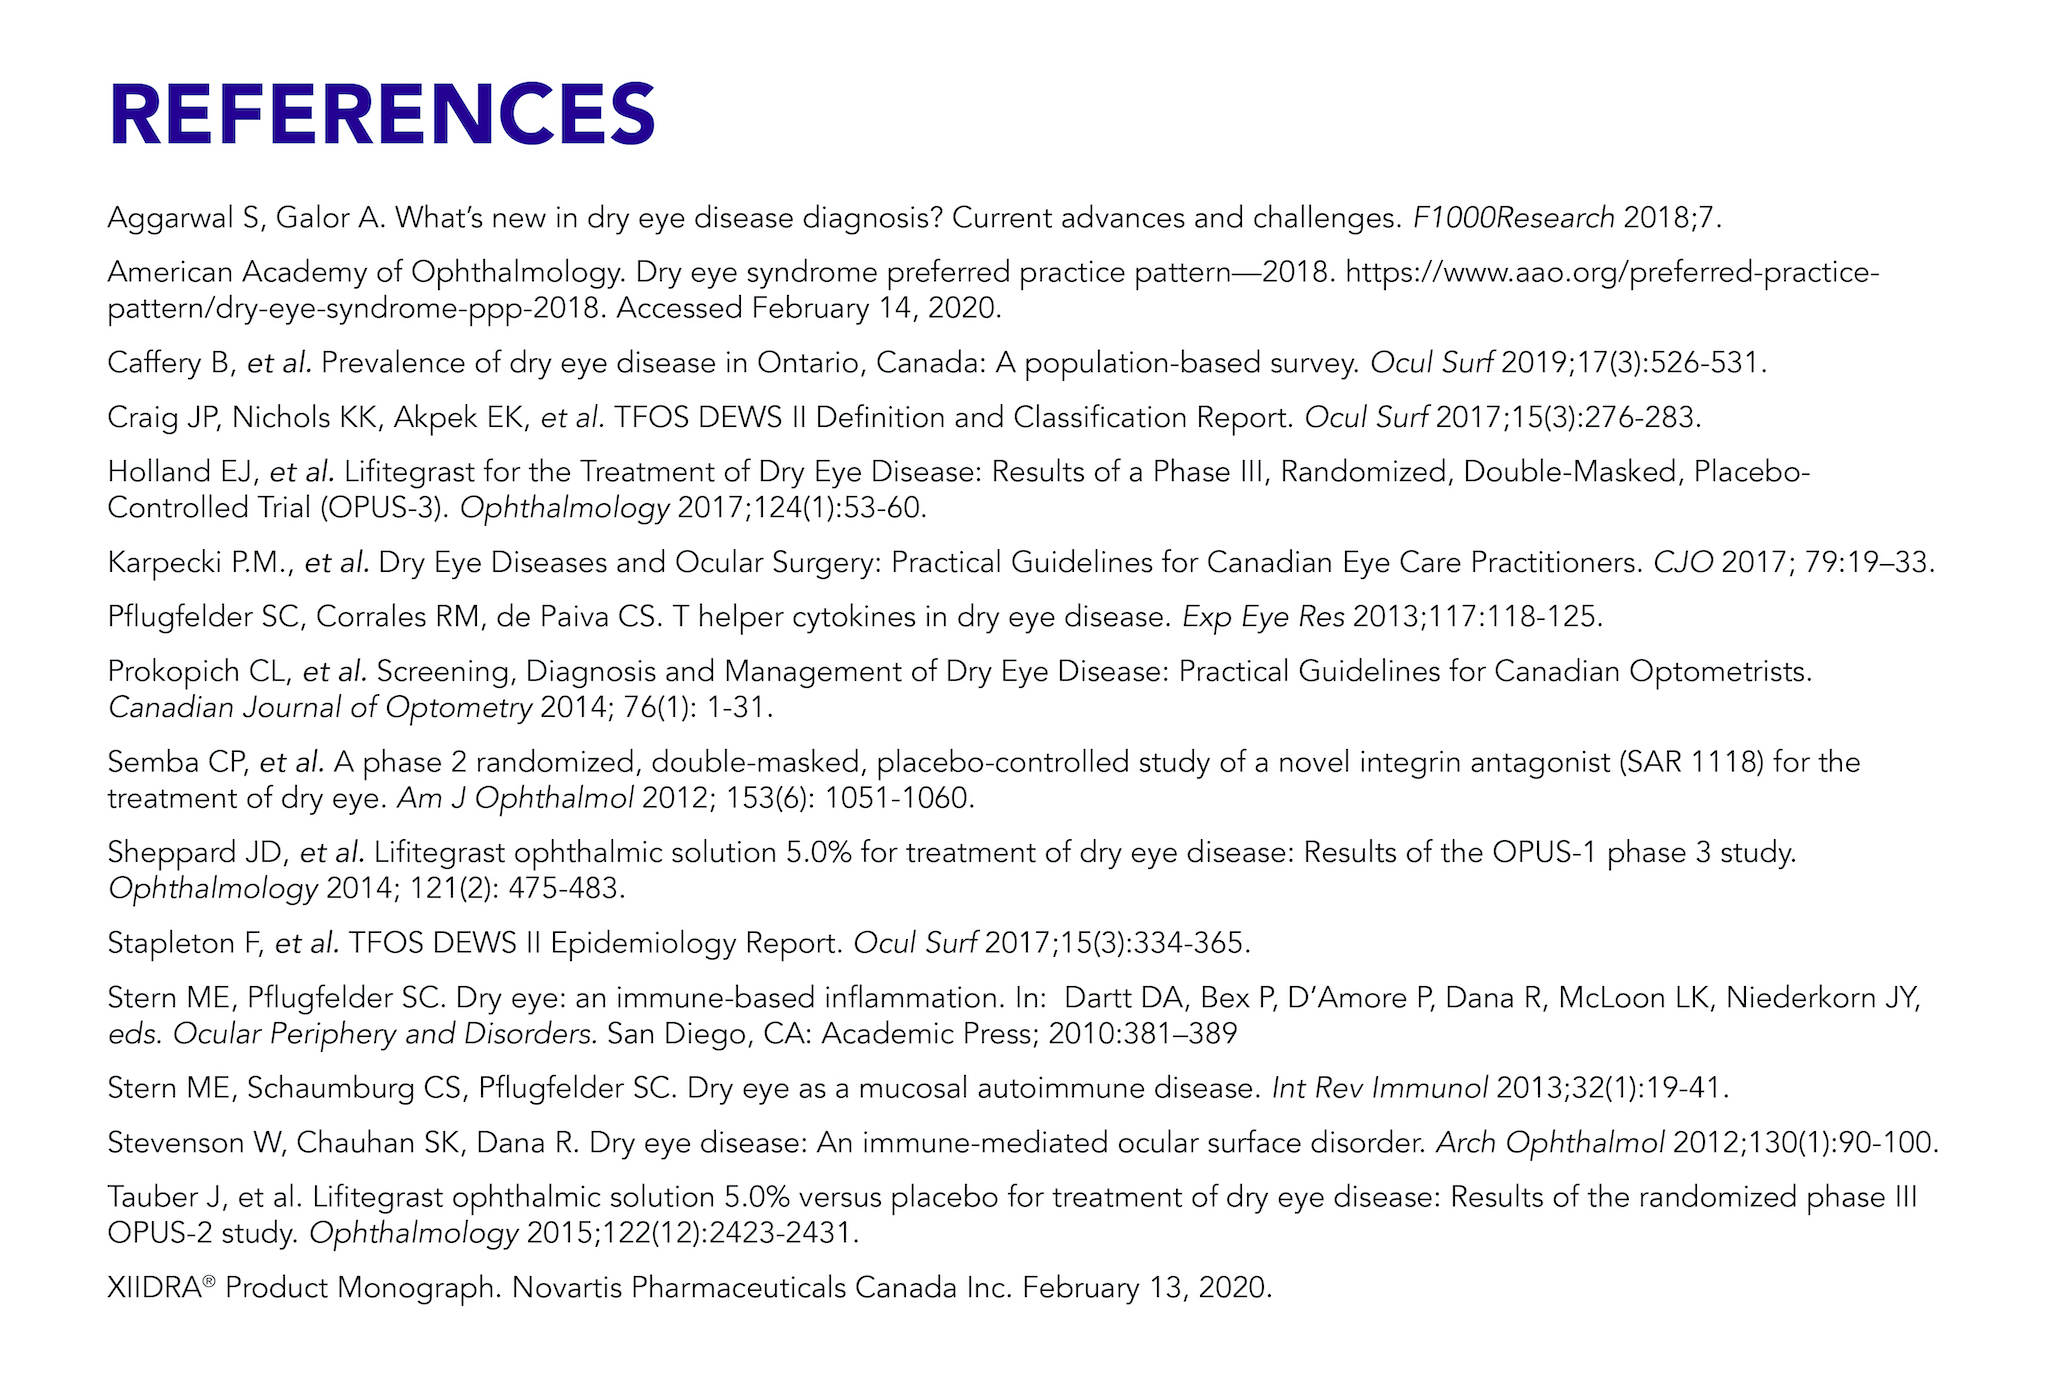 REFERENCES
Aggarwal S, Galor A. What’s new in dry eye disease diagnosis? Current advances and challenges. F1000Research 2018;7.
American Academy of Ophthalmology. Dry eye syndrome preferred practice pattern—2018. https://www.aao.org/preferred-practice-
pattern/dry-eye-syndrome-ppp-2018. Accessed February 14, 2020.
Caffery B, et al. Prevalence of dry eye disease in Ontario, Canada: A population-based survey. Ocul Surf 2019;17(3):526-531.
Craig JP, Nichols KK, Akpek EK, et al. TFOS DEWS II Definition and Classification Report. Ocul Surf 2017;15(3):276-283.
Holland EJ, et al. Lifitegrast for the Treatment of Dry Eye Disease: Results of a Phase III, Randomized, Double-Masked, Placebo-
Controlled Trial (OPUS-3). Ophthalmology 2017;124(1):53-60.
Karpecki P.M., et al. Dry Eye Diseases and Ocular Surgery: Practical Guidelines for Canadian Eye Care Practitioners. CJO 2017; 79:19–33.
Pflugfelder SC, Corrales RM, de Paiva CS. T helper cytokines in dry eye disease. Exp Eye Res 2013;117:118-125.
Prokopich CL, et al. Screening, Diagnosis and Management of Dry Eye Disease: Practical Guidelines for Canadian Optometrists.
Canadian Journal of Optometry 2014; 76(1): 1-31.
Semba CP, et al. A phase 2 randomized, double-masked, placebo-controlled study of a novel integrin antagonist (SAR 1118) for the
treatment of dry eye. Am J Ophthalmol 2012; 153(6): 1051-1060.
Sheppard JD, et al. Lifitegrast ophthalmic solution 5.0% for treatment of dry eye disease: Results of the OPUS-1 phase 3 study.
Ophthalmology 2014; 121(2): 475-483.
Stapleton F, et al. TFOS DEWS II Epidemiology Report. Ocul Surf 2017;15(3):334-365.
Stern ME, Pflugfelder SC. Dry eye: an immune-based inflammation. In:  Dartt DA, Bex P, D’Amore P, Dana R, McLoon LK, Niederkorn JY,
eds. Ocular Periphery and Disorders. San Diego, CA: Academic Press; 2010:381–389
Stern ME, Schaumburg CS, Pflugfelder SC. Dry eye as a mucosal autoimmune disease. Int Rev Immunol 2013;32(1):19-41.
Stevenson W, Chauhan SK, Dana R. Dry eye disease: An immune-mediated ocular surface disorder. Arch Ophthalmol 2012;130(1):90-100.
Tauber J, et al. Lifitegrast ophthalmic solution 5.0% versus placebo for treatment of dry eye disease: Results of the randomized phase III
OPUS-2 study. Ophthalmology 2015;122(12):2423-2431.
XIIDRA® Product Monograph. Novartis Pharmaceuticals Canada Inc. February 13, 2020.